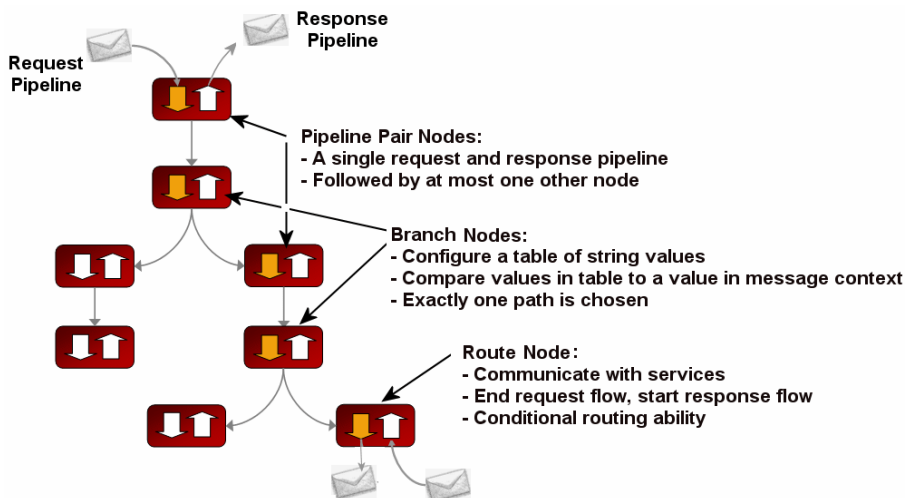 Response
Pipeline
Request
Pipeline
Pipeline Pair Nodes:
- A single request and response pipeline
- Followed by at most one other node
Branch Nodes:
- Configure a table of string values
- Compare values in table to a value in message context
- Exactly one path is chosen
Route Node:
- Communicate with services
- End request flow, start response flow
- Conditional routing ability